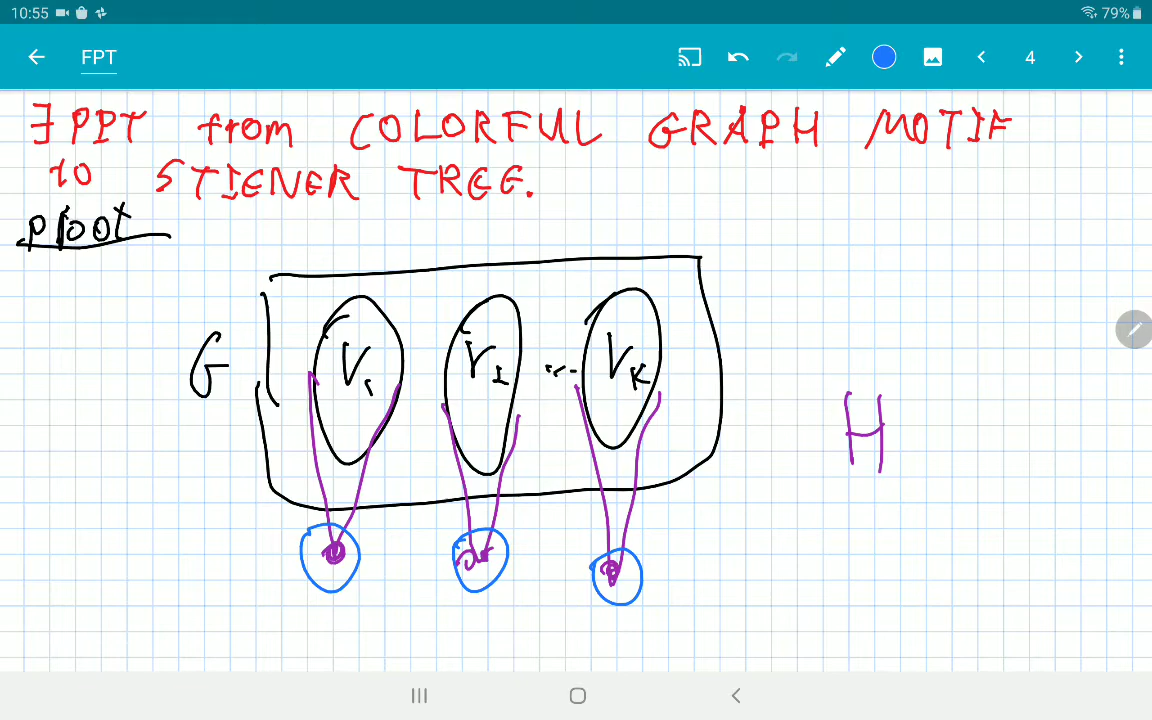 10:55 79%
FPT 4
∃ PPT from COLORFUL GRAPH MOTIF
to STIENER TREE.
proof
G V₁ V₂ ... Vₖ H